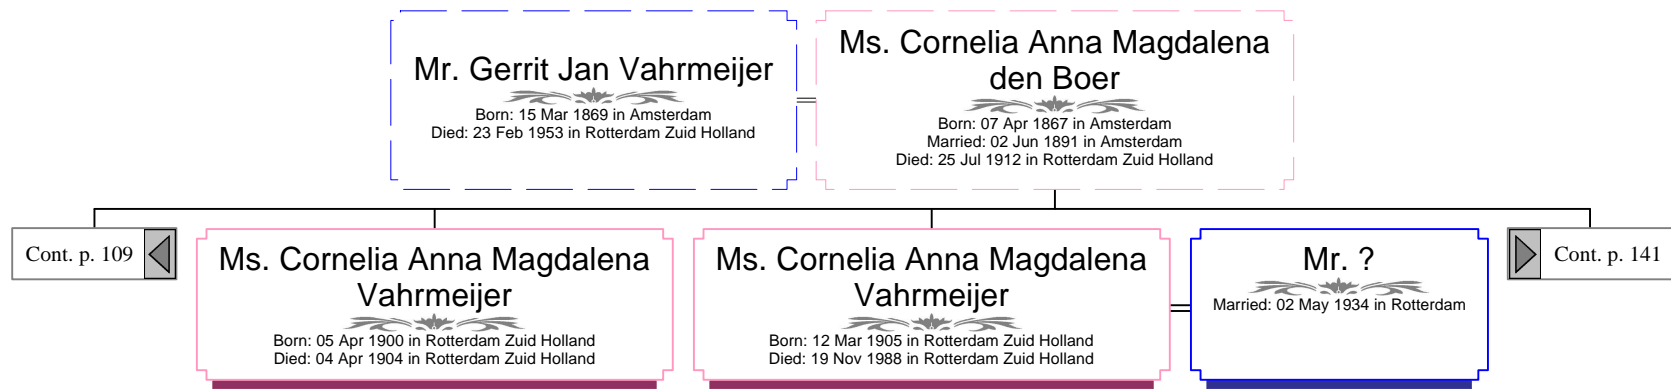 Mr. Gerrit Jan Vahrmeijer
Born: 15 Mar 1869 in Amsterdam
Died: 23 Feb 1953 in Rotterdam Zuid Holland
Ms. Cornelia Anna Magdalena
den Boer
Born: 07 Apr 1867 in Amsterdam
Married: 02 Jun 1891 in Amsterdam
Died: 25 Jul 1912 in Rotterdam Zuid Holland
Cont. p. 109
Ms. Cornelia Anna Magdalena
Vahrmeijer
Born: 05 Apr 1900 in Rotterdam Zuid Holland
Died: 04 Apr 1904 in Rotterdam Zuid Holland
Ms. Cornelia Anna Magdalena
Vahrmeijer
Born: 12 Mar 1905 in Rotterdam Zuid Holland
Died: 19 Nov 1988 in Rotterdam Zuid Holland
Mr. ?
Married: 02 May 1934 in Rotterdam
Cont. p. 141